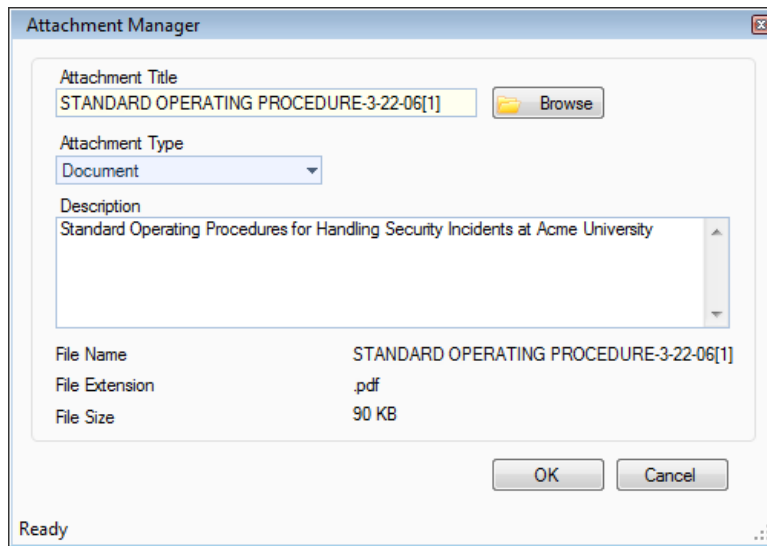 Attachment Manager
Attachment Title
STANDARD OPERATING PROCEDURE-3-22-06[1]
Browse
Attachment Type
Document
Description
Standard Operating Procedures for Handling Security Incidents at Acme University
File Name STANDARD OPERATING PROCEDURE-3-22-06[1]
File Extension .pdf
File Size 90 KB
OK Cancel
Ready